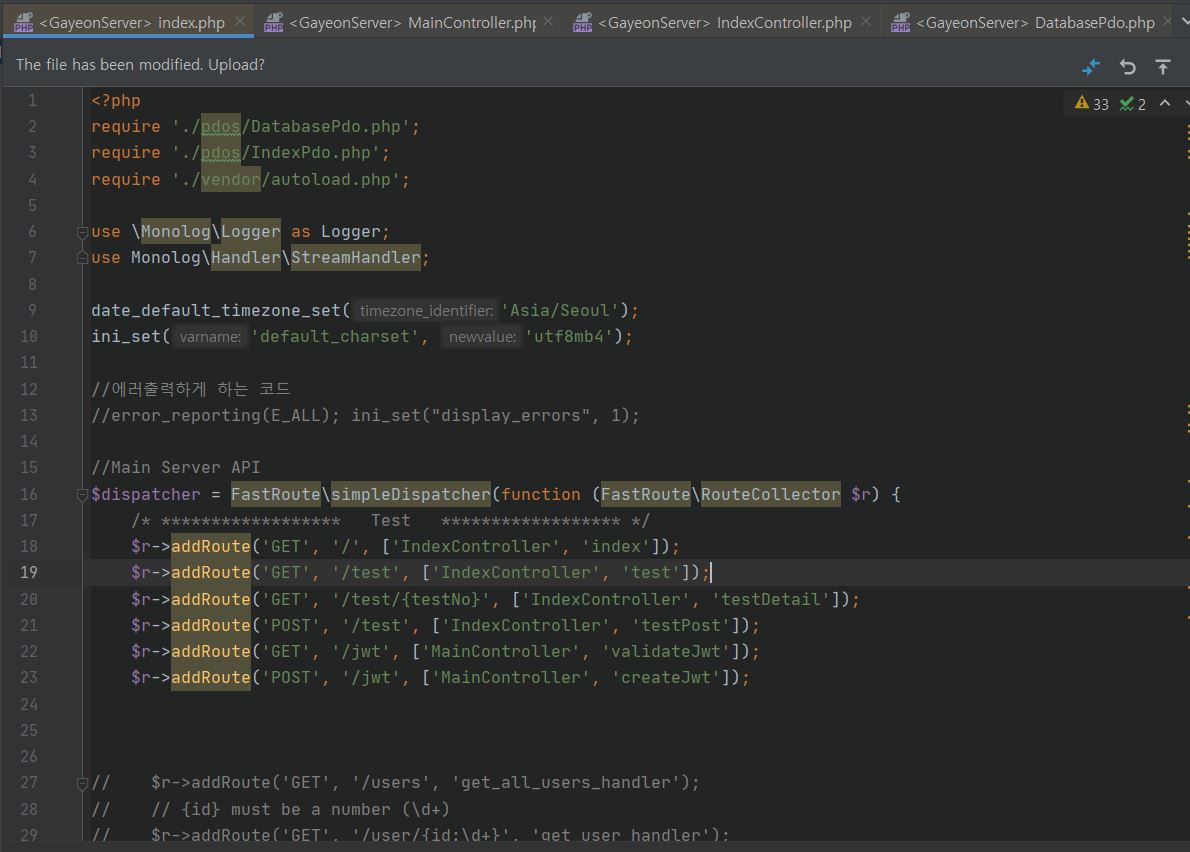 <GayeonServer> index.php
<GayeonServer> MainController.php
<GayeonServer> IndexController.php
<GayeonServer> DatabasePdo.php
The file has been modified. Upload?
33 2
1 <?php
2 require './pdos/DatabasePdo.php';
3 require './pdos/IndexPdo.php';
4 require './vendor/autoload.php';
5
6 use \Monolog\Logger as Logger;
7 use Monolog\Handler\StreamHandler;
8
9 date_default_timezone_set( timezone_identifier: 'Asia/Seoul');
10 ini_set( varname: 'default_charset', newvalue: 'utf8mb4');
11
12 //에러출력하게 하는 코드
13 //error_reporting(E_ALL); ini_set("display_errors", 1);
14
15 //Main Server API
16 $dispatcher = FastRoute\simpleDispatcher(function (FastRoute\RouteCollector $r) {
17 /* ****************** Test ****************** */
18 $r->addRoute('GET', '/', ['IndexController', 'index']);
19 $r->addRoute('GET', '/test', ['IndexController', 'test']);
20 $r->addRoute('GET', '/test/{testNo}', ['IndexController', 'testDetail']);
21 $r->addRoute('POST', '/test', ['IndexController', 'testPost']);
22 $r->addRoute('GET', '/jwt', ['MainController', 'validateJwt']);
23 $r->addRoute('POST', '/jwt', ['MainController', 'createJwt']);
24
25
26
27 // $r->addRoute('GET', '/users', 'get_all_users_handler');
28 // // {id} must be a number (\d+)
29 // $r->addRoute('GET', '/user/{id:\d+}', 'get_user_handler');